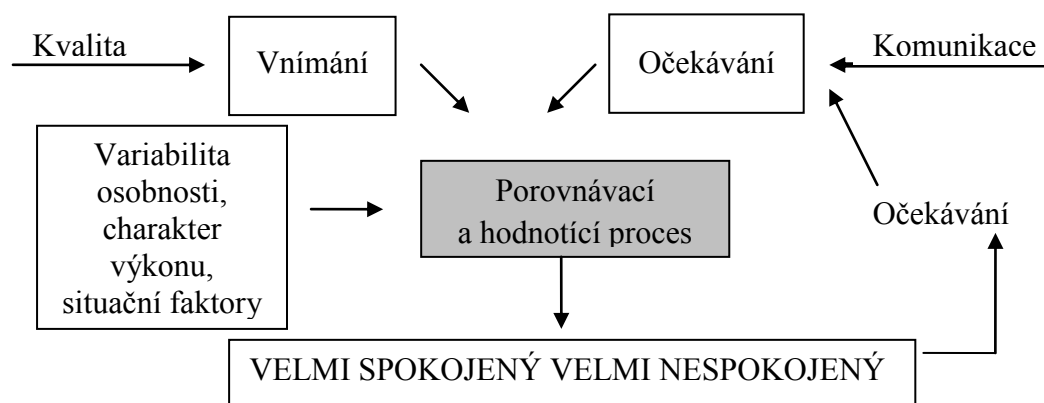 Kvalita
Vnímání
Očekávání
Komunikace
Variabilita
osobnosti,
charakter
výkonu,
situační faktory
Porovnávací
a hodnotící proces
Očekávání
VELMI SPOKOJENÝ VELMI NESPOKOJENÝ